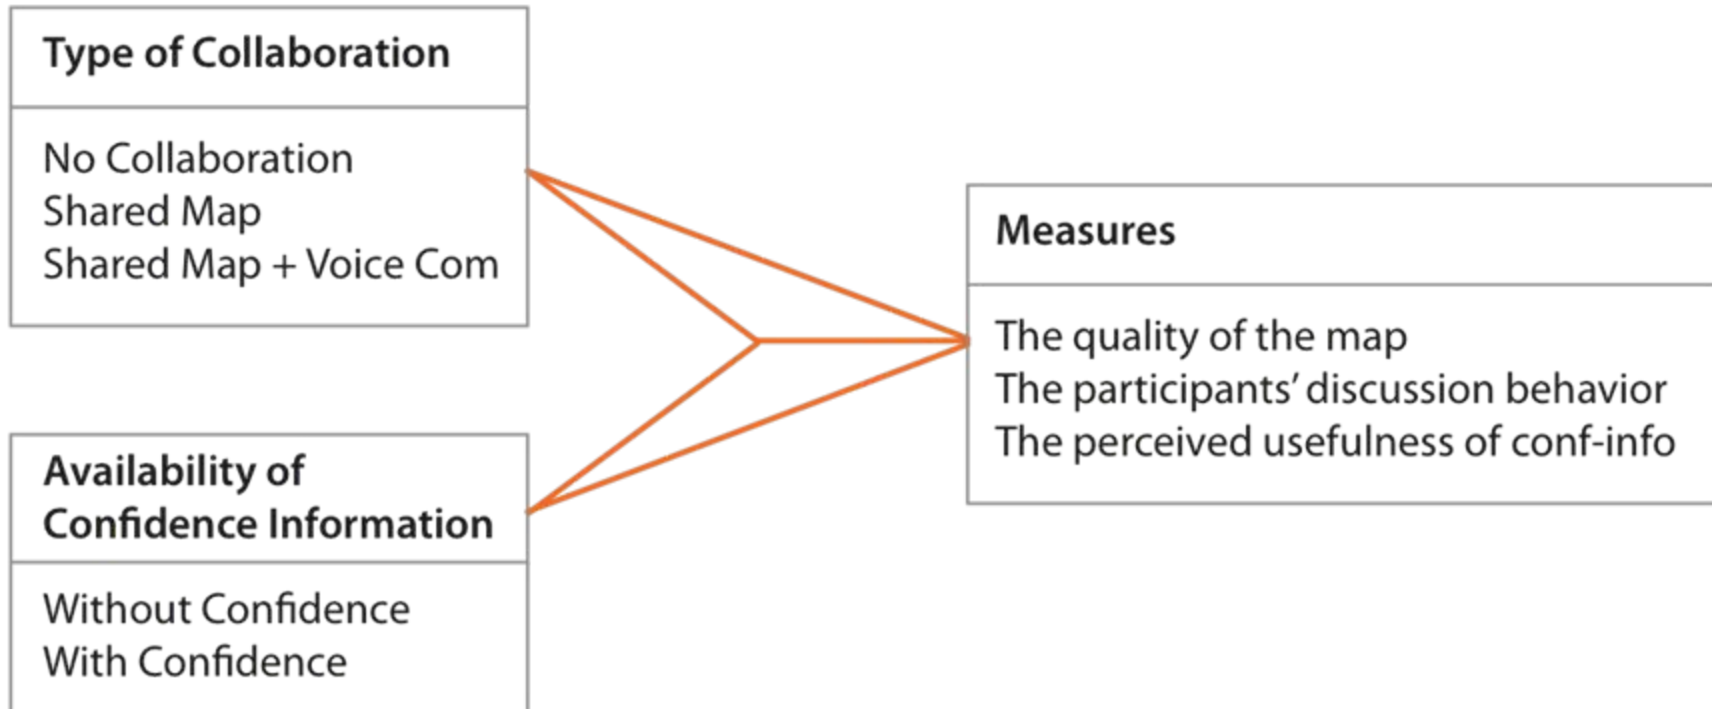 Type of Collaboration
No Collaboration
Shared Map
Shared Map + Voice Com
Measures
The quality of the map
The participants’ discussion behavior
The perceived usefulness of conf-info
Availability of
Confidence Information
Without Confidence
With Confidence